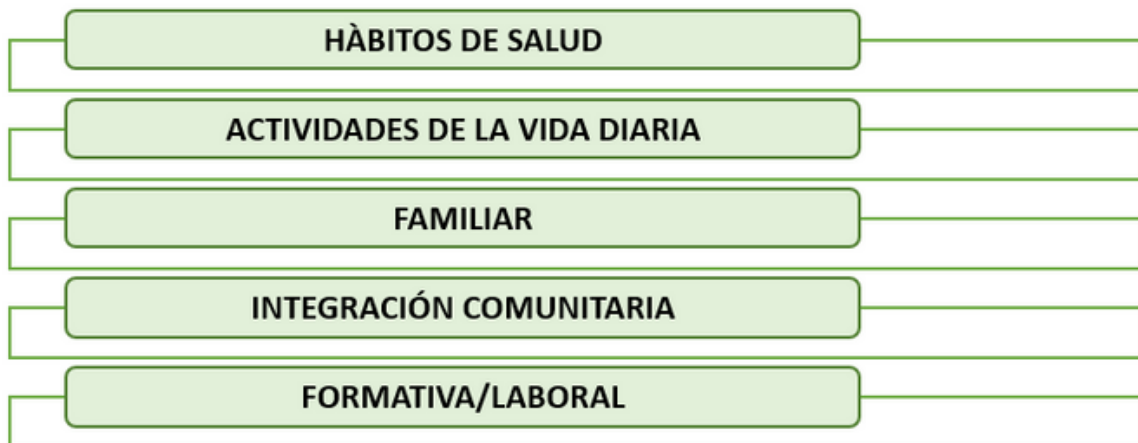 HÀBITOS DE SALUD
ACTIVIDADES DE LA VIDA DIARIA
FAMILIAR
INTEGRACIÓN COMUNITARIA
FORMATIVA/LABORAL